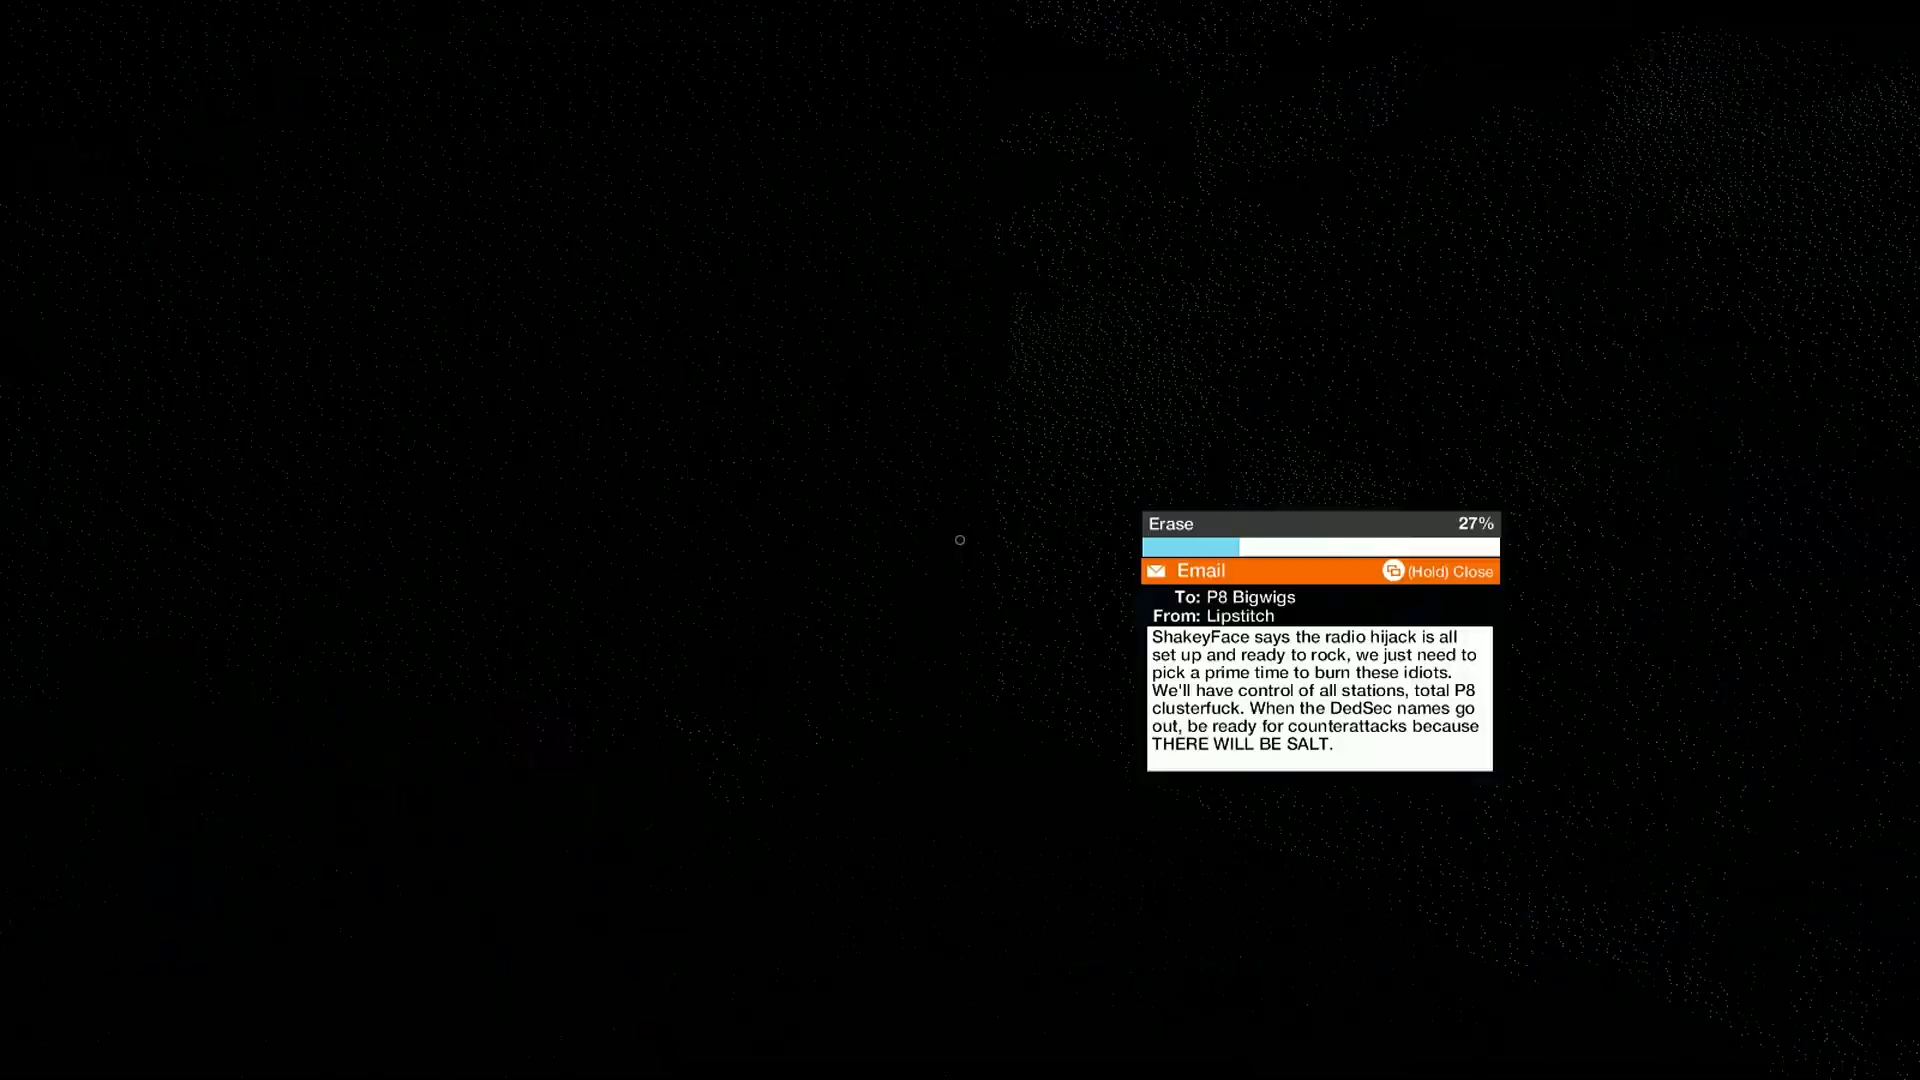 Erase 27%
Email (Hold) Close
To: P8 Bigwigs
From: Lipstitch
ShakeyFace says the radio hijack is all
set up and ready to rock, we just need to
pick a prime time to burn these idiots.
We'll have control of all stations, total P8
clusterfuck. When the DedSec names go
out, be ready for counterattacks because
THERE WILL BE SALT.